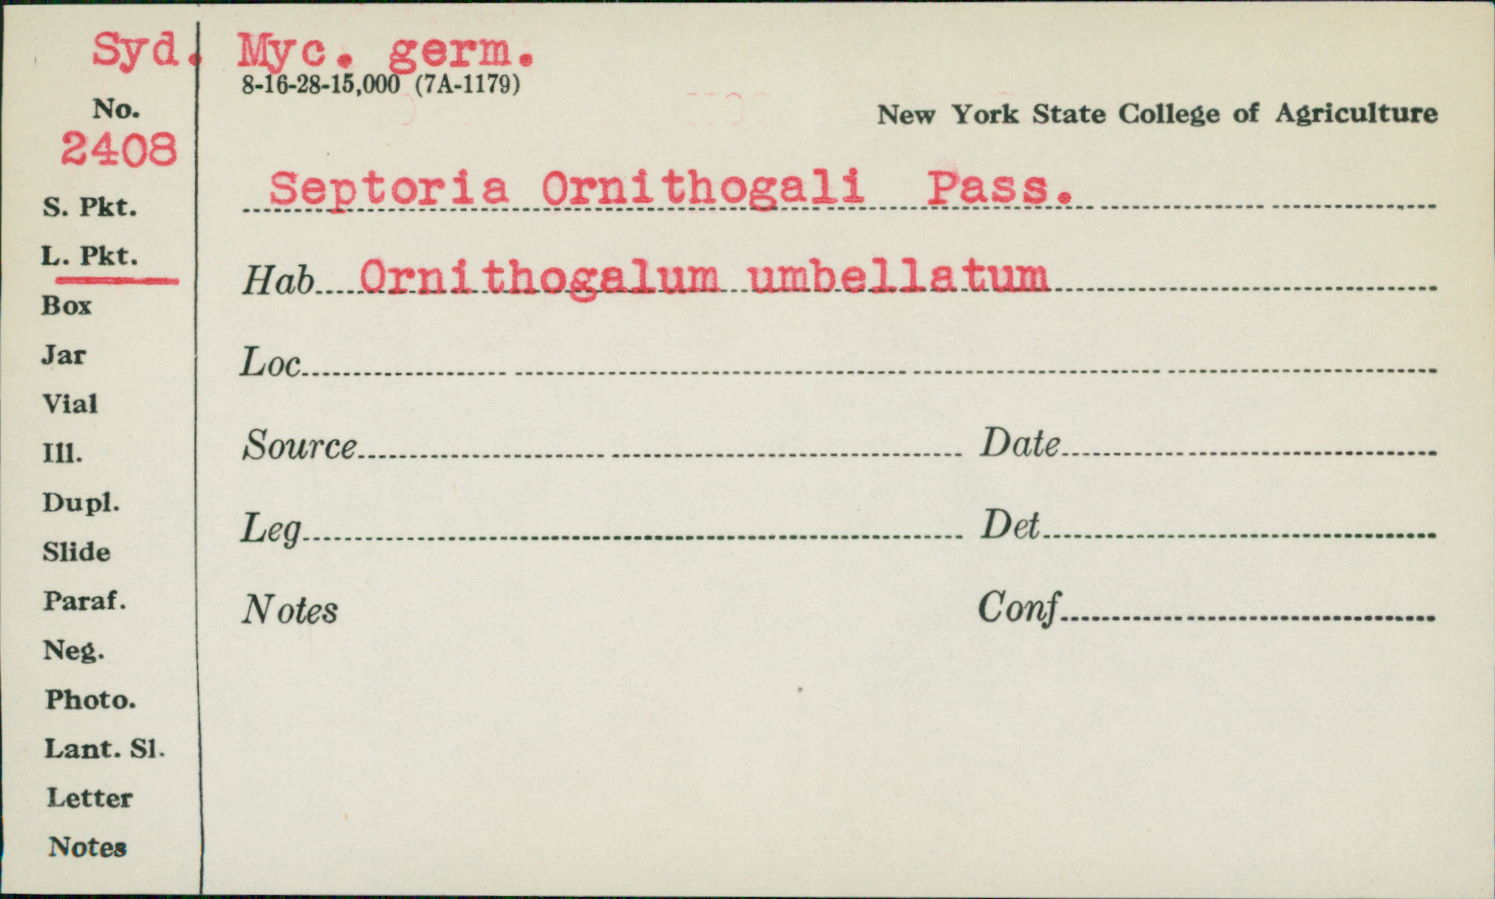 Syd. Myc. germ.
8-16-28-15,000 (7A-1179)
No.
2408
New York State College of Agriculture
Septoria Ornithogali Pass.
S. Pkt.
L. Pkt.
Hab Ornithogalum umbellatum
Box
Jar
Loc
Vial
Ill.
Source Date
Dupl.
Slide
Leg Det
Paraf.
Notes Conf
Neg.
Photo.
Lant. Sl.
Letter
Notes